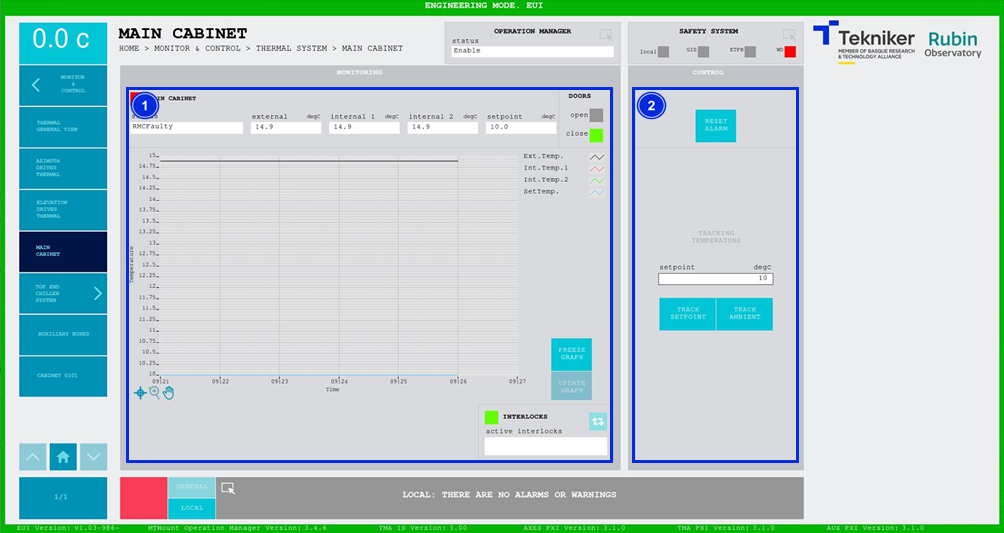 ENGINEERING MODE. EUI
0.0 c
MAIN CABINET
HOME > MONITOR & CONTROL > THERMAL SYSTEM > MAIN CABINET
OPERATION MANAGER
status
Enable
SAFETY SYSTEM
local GIS ETPB WD
Tekniker
MEMBER OF BASQUE RESEARCH
& TECHNOLOGY ALLIANCE
Rubin
Observatory
MONITOR
&
CONTROL
THERMAL
GENERAL VIEW
AZIMUTH
DRIVES
THERMAL
ELEVATION
DRIVES
THERMAL
MAIN
CABINET
TOP END
CHILLER
SYSTEM
AUXILIARY BOXES
CABINET 0101
1/1
MONITORING
1
IN CABINET
RMCFaulty
external degC
14.9
internal 1 degC
14.9
internal 2 degC
14.9
setpoint degC
10.0
DOORS
open
close
Ext.Temp.
Int.Temp.1
Int.Temp.2
SetTemp.
Temperature
15
14.75
14.5
14.25
14
13.75
13.5
13.25
13
12.75
12.5
12.25
12
11.75
11.5
11.25
11
10.75
10.5
10.25
10
09:21 09:22 09:23 09:24 09:25 09:26 09:27
Time
FREEZE
GRAPH
UPDATE
GRAPH
INTERLOCKS
active interlocks
CONTROL
2
RESET
ALARM
TRACKING
TEMPERATURE
setpoint degC
10
TRACK
SETPOINT
TRACK
AMBIENT
GENERAL
LOCAL
LOCAL: THERE ARE NO ALARMS OR WARNINGS
EUI Version: v1.03-986- MTMount Operation Manager Version: 3.4.6 TMA IS Version: 3.00 AXES PXI Version: 3.1.0 TMA PXI Version: 3.1.0 AUX PXI Version: 3.1.0